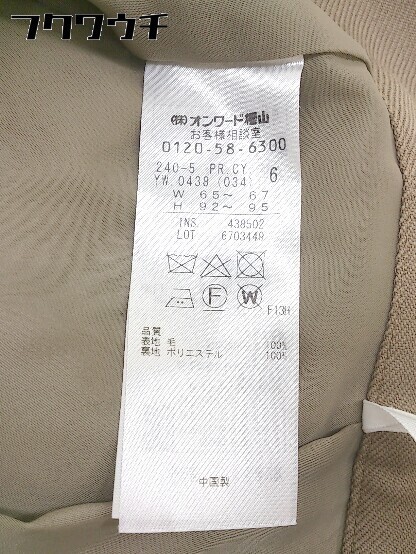 フクウウチ
㈱オンワード樫山
お客様相談室
0120-58-6300
240-5 PR.CY. 6
YW.0439 (034)
W 65～ 67
H 92～ 95
INS. 438502
LOT 6703449
F W
F13H
品質
表地 毛 100%
裏地 ポリエステル 100%
中国製